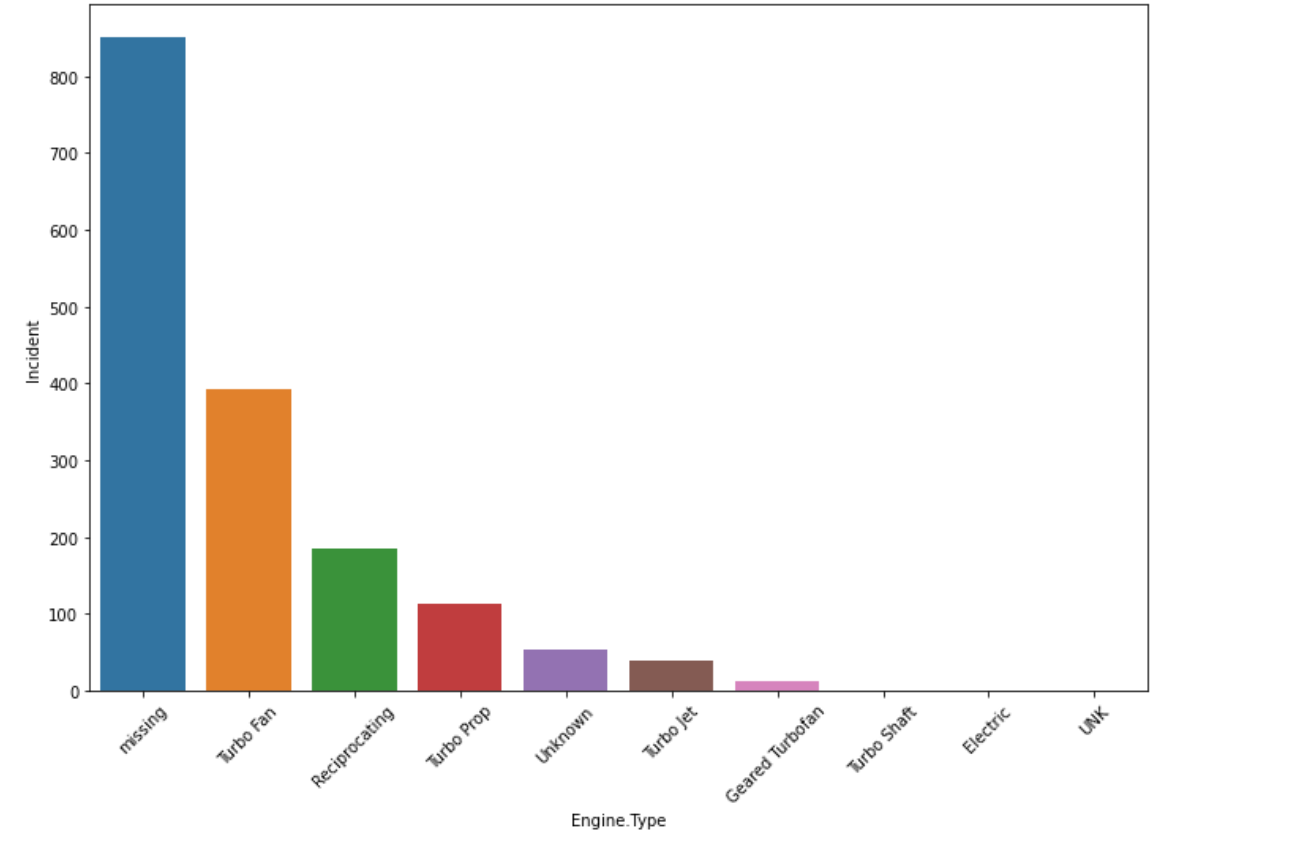 800
700
600
500
400
300
200
100
0
Incident
missing
Turbo Fan
Reciprocating
Turbo Prop
Unknown
Turbo Jet
Geared Turbofan
Turbo Shaft
Electric
UNK
Engine.Type